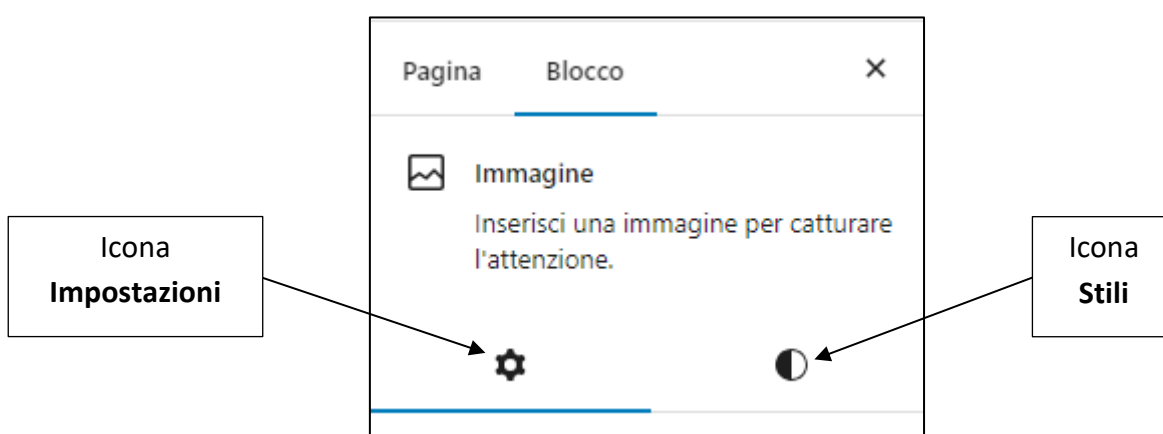 Pagina Blocco ×
Immagine
Inserisci una immagine per catturare
l'attenzione.
Icona
Impostazioni
Icona
Stili